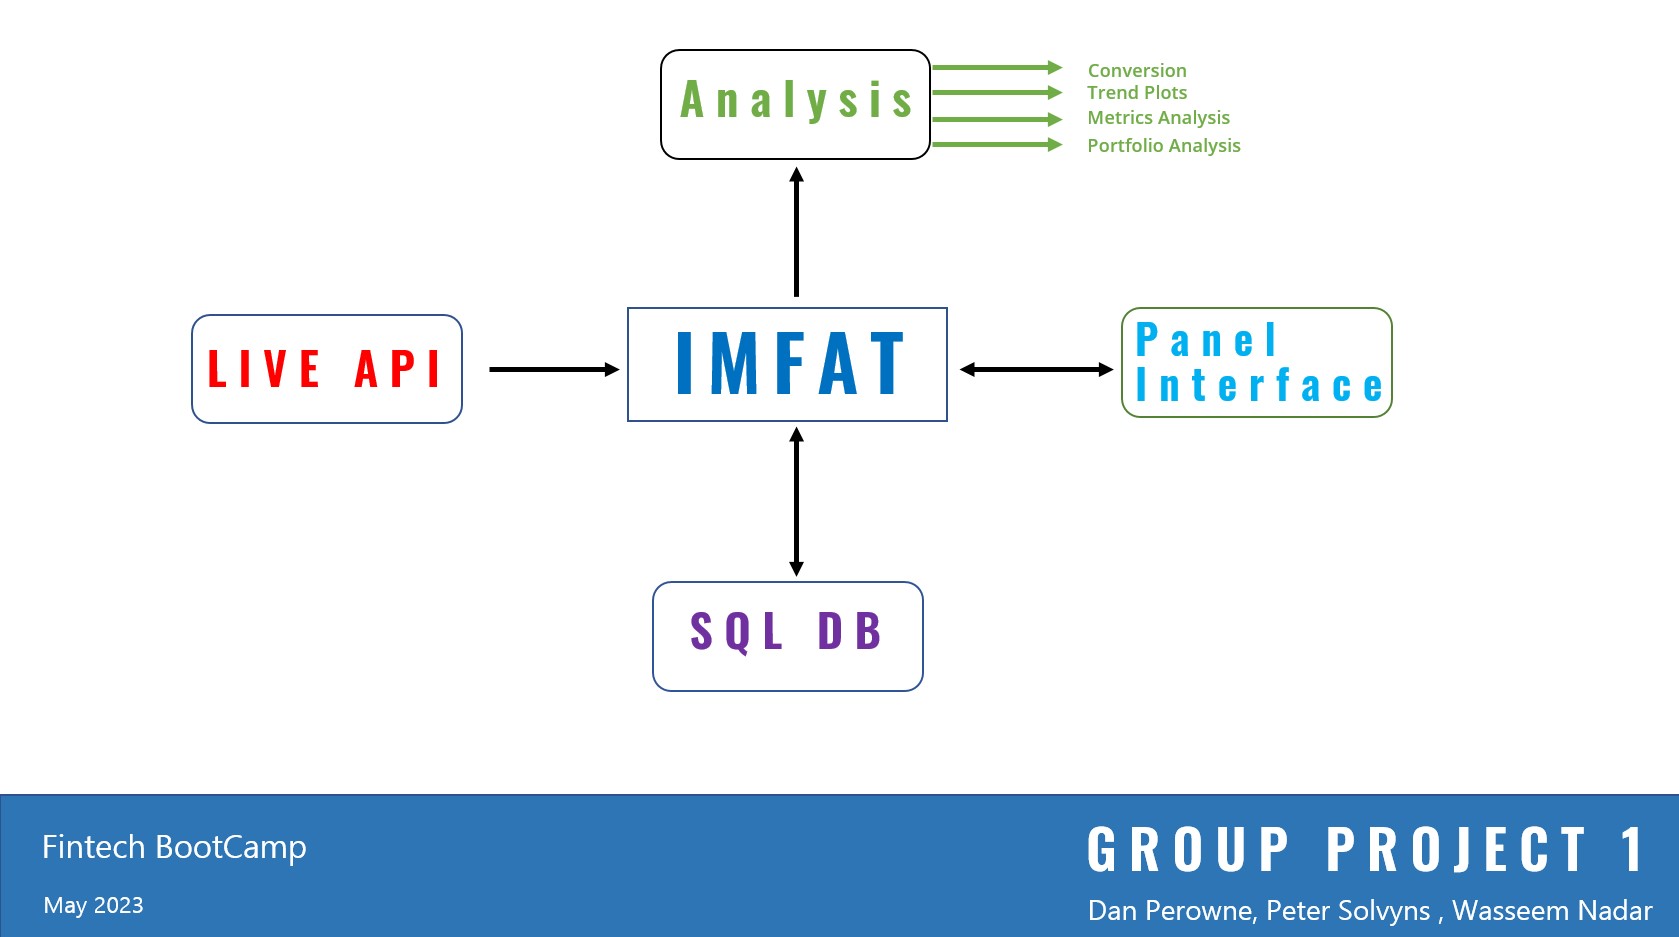 Analysis
Conversion
Trend Plots
Metrics Analysis
Portfolio Analysis
LIVE API
IMFAT
Panel
Interface
SQL DB
Fintech BootCamp
May 2023
GROUP PROJECT 1
Dan Perowne, Peter Solvyns , Wasseem Nadar